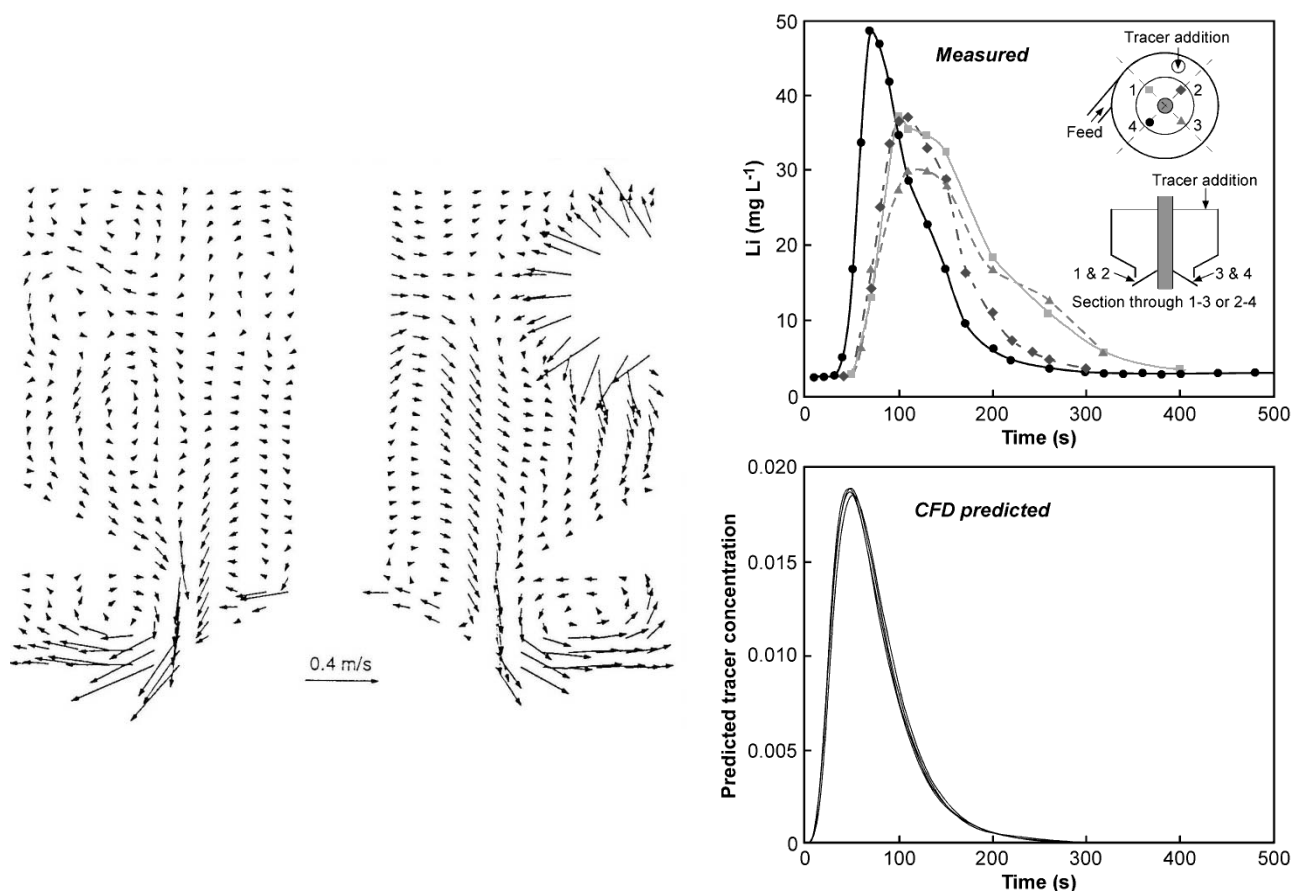 0.4 m/s
50
40
30
20
10
0
Li (mg L-1)
Measured
Tracer addition
1
2
4
3
Feed
Tracer addition
1 & 2
3 & 4
Section through 1-3 or 2-4
0
100
200
300
400
500
Time (s)
0.020
0.015
0.010
0.005
0
Predicted tracer concentration
CFD predicted
0
100
200
300
400
500
Time (s)